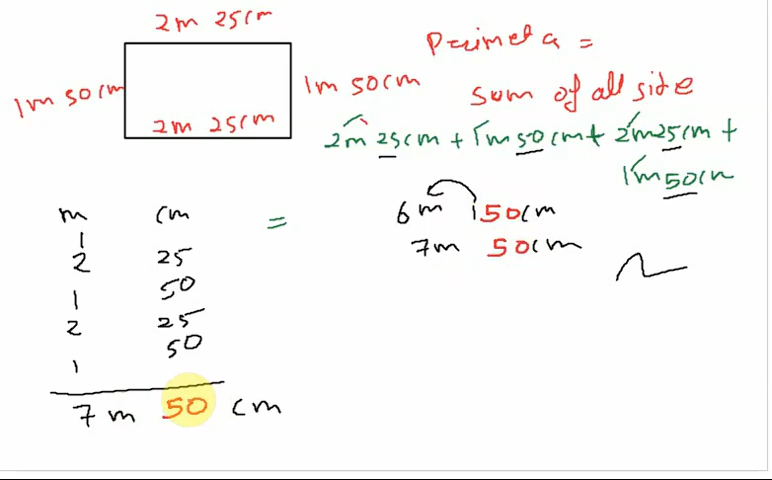 2m 25cm
1m 50cm
1m 50cm
2m 25cm
Perimeter =
sum of all side
2m 25cm + 1m 50cm + 2m 25cm +
1m 50cm
=
6m 150cm
7m 50cm
m cm
1
2 25
1 50
2 25
1 50
7 m 50 cm